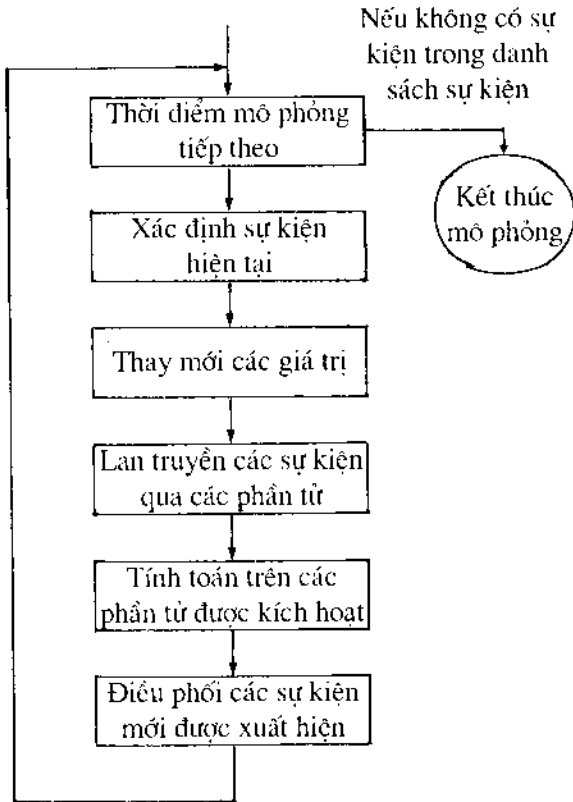 Nếu không có sự
kiện trong danh
sách sự kiện
Thời điểm mô phỏng
tiếp theo
Kết thúc
mô phỏng
Xác định sự kiện
hiện tại
Thay mới các giá trị
Lan truyền các sự kiện
qua các phần tử
Tính toán trên các
phần tử được kích hoạt
Điều phối các sự kiện
mới được xuất hiện